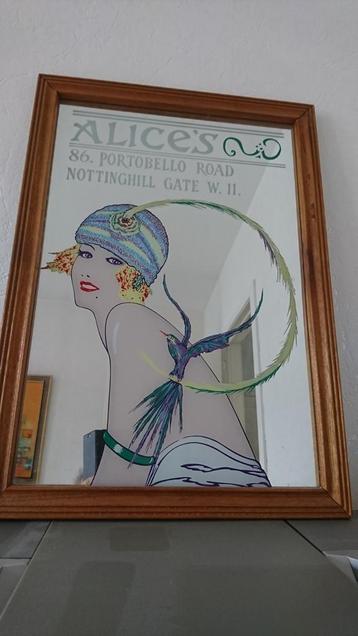 ALICE'S
86. PORTOBELLO ROAD
NOTTINGHILL GATE W. 11.